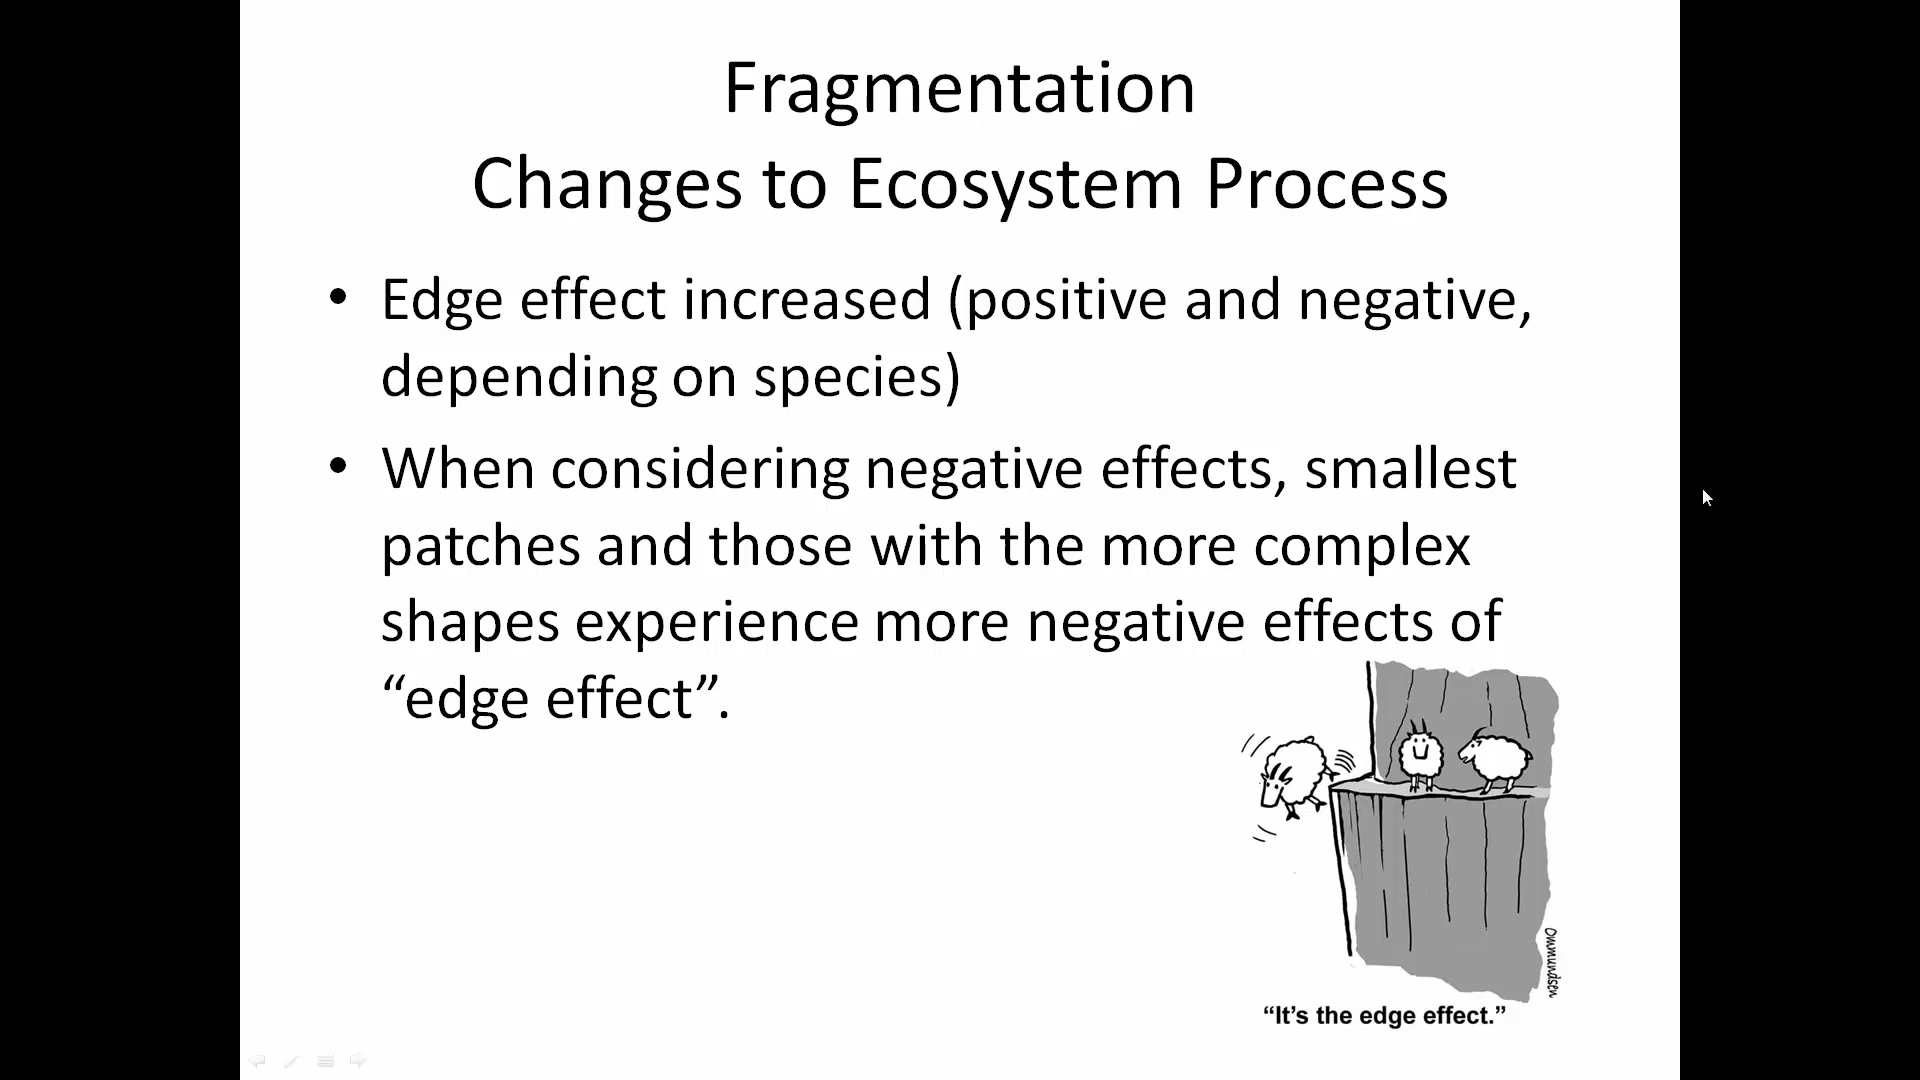 Fragmentation
Changes to Ecosystem Process
• Edge effect increased (positive and negative,
depending on species)
• When considering negative effects, smallest
patches and those with the more complex
shapes experience more negative effects of
“edge effect”.
Ommundsen
“It’s the edge effect.”